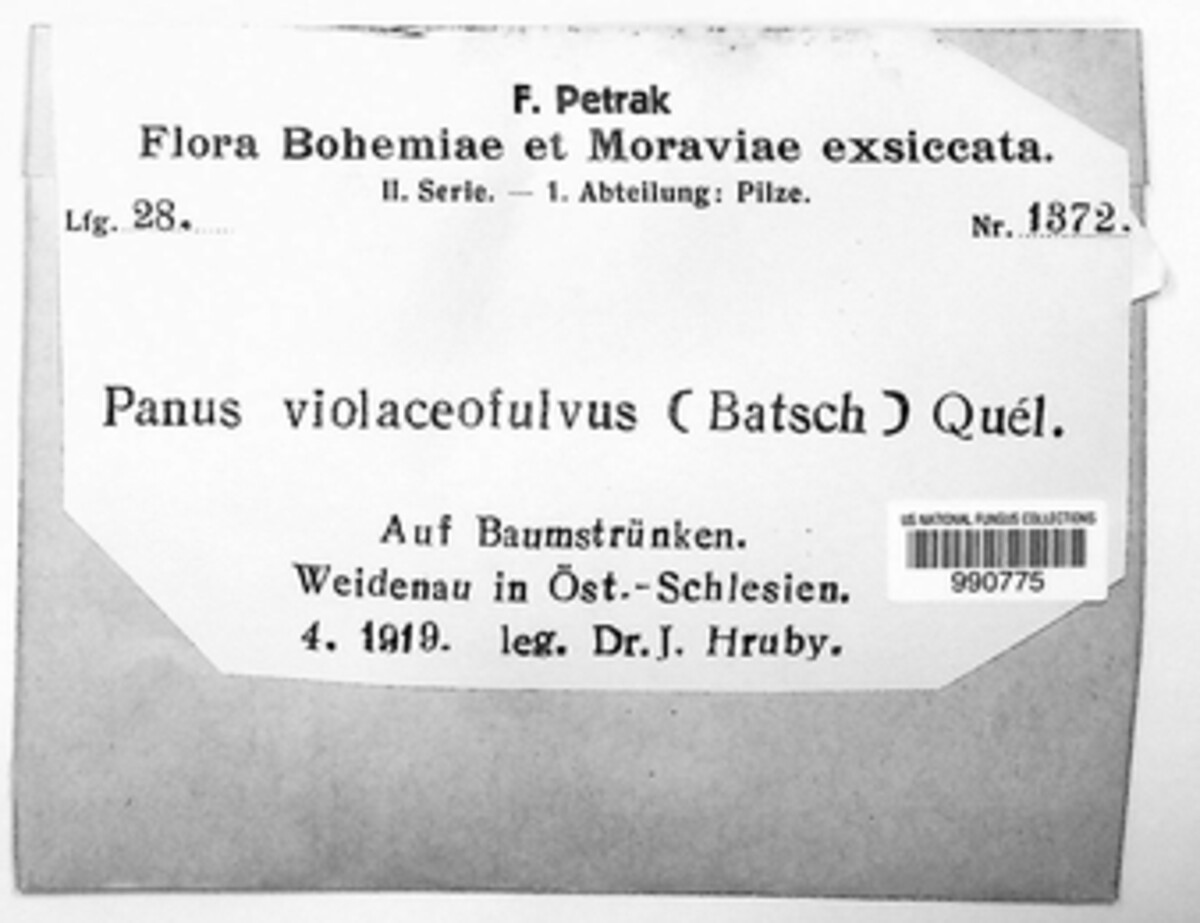 F. Petrak
Flora Bohemiae et Moraviae exsiccata.
II. Serie. — 1. Abteilung: Pilze.
Lfg. 28.
Nr. 1372.
Panus violaceofulvus (Batsch) Quél.
Auf Baumstrünken.
Weidenau in Öst.-Schlesien.
4. 1919. leg. Dr. J. Hruby.
US NATIONAL FUNGUS COLLECTIONS
990775